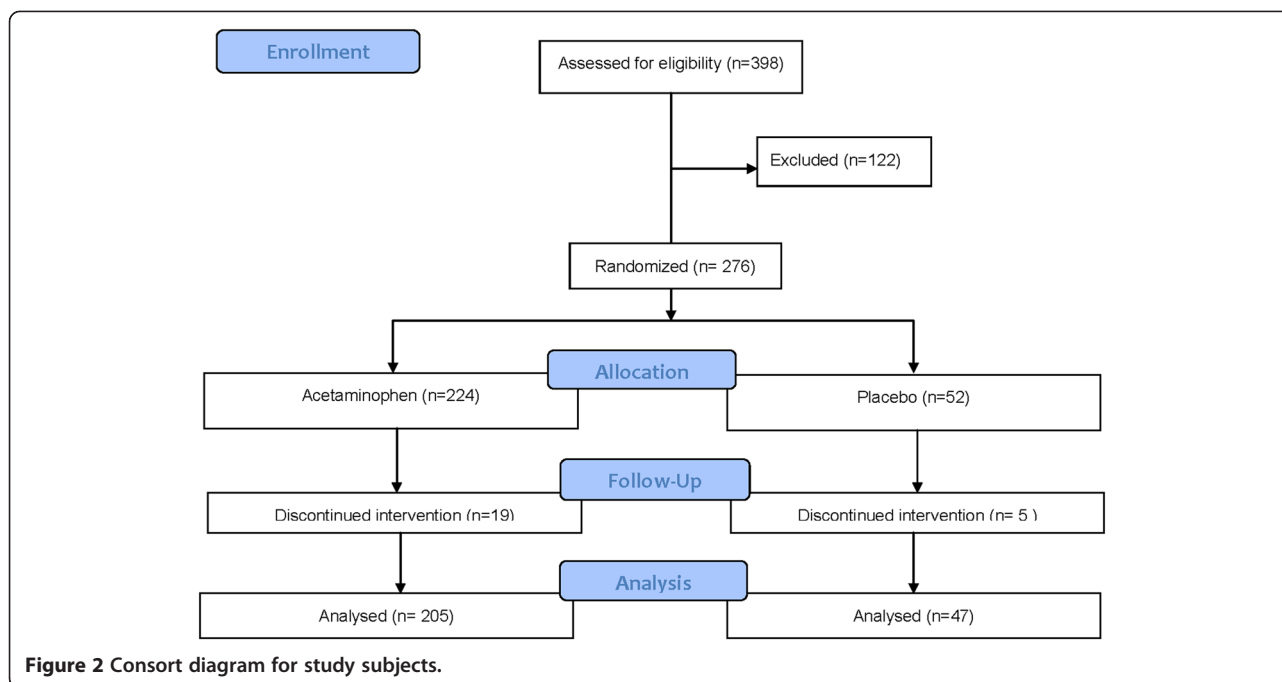 Enrollment
Assessed for eligibility (n=398)
Excluded (n=122)
Randomized (n= 276)
Allocation
Acetaminophen (n=224)
Placebo (n=52)
Follow-Up
Discontinued intervention (n=19)
Discontinued intervention (n= 5 )
Analysis
Analysed (n= 205)
Analysed (n=47)
Figure 2 Consort diagram for study subjects.